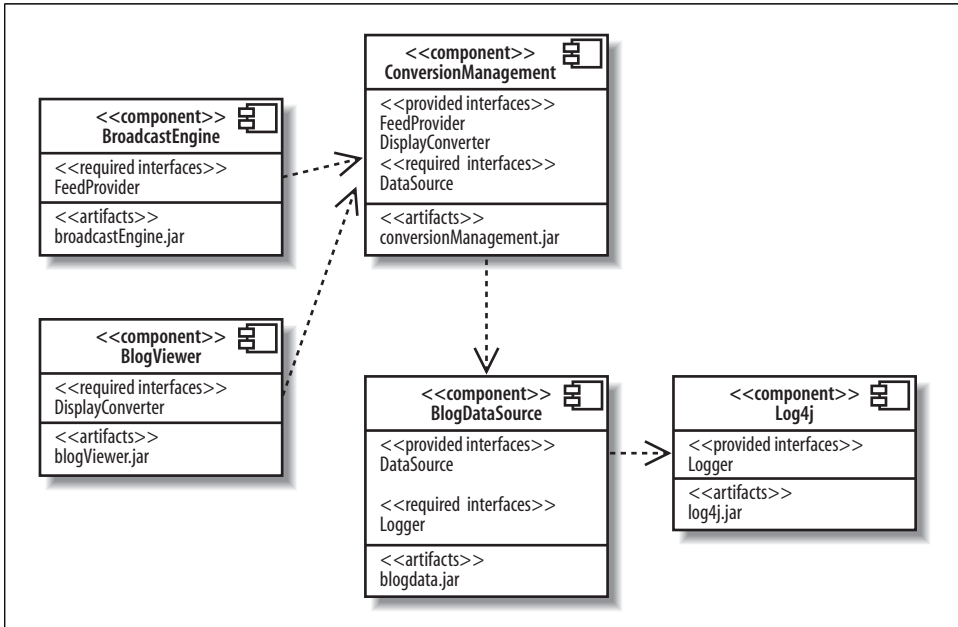 <<component>>
BroadcastEngine
<<required interfaces>>
FeedProvider
<<artifacts>>
broadcastEngine.jar
<<component>>
BlogViewer
<<required interfaces>>
DisplayConverter
<<artifacts>>
blogViewer.jar
<<component>>
ConversionManagement
<<provided interfaces>>
FeedProvider
DisplayConverter
<<required interfaces>>
DataSource
<<artifacts>>
conversionManagement.jar
<<component>>
BlogDataSource
<<provided interfaces>>
DataSource
<<required interfaces>>
Logger
<<artifacts>>
blogdata.jar
<<component>>
Log4j
<<provided interfaces>>
Logger
<<artifacts>>
log4j.jar